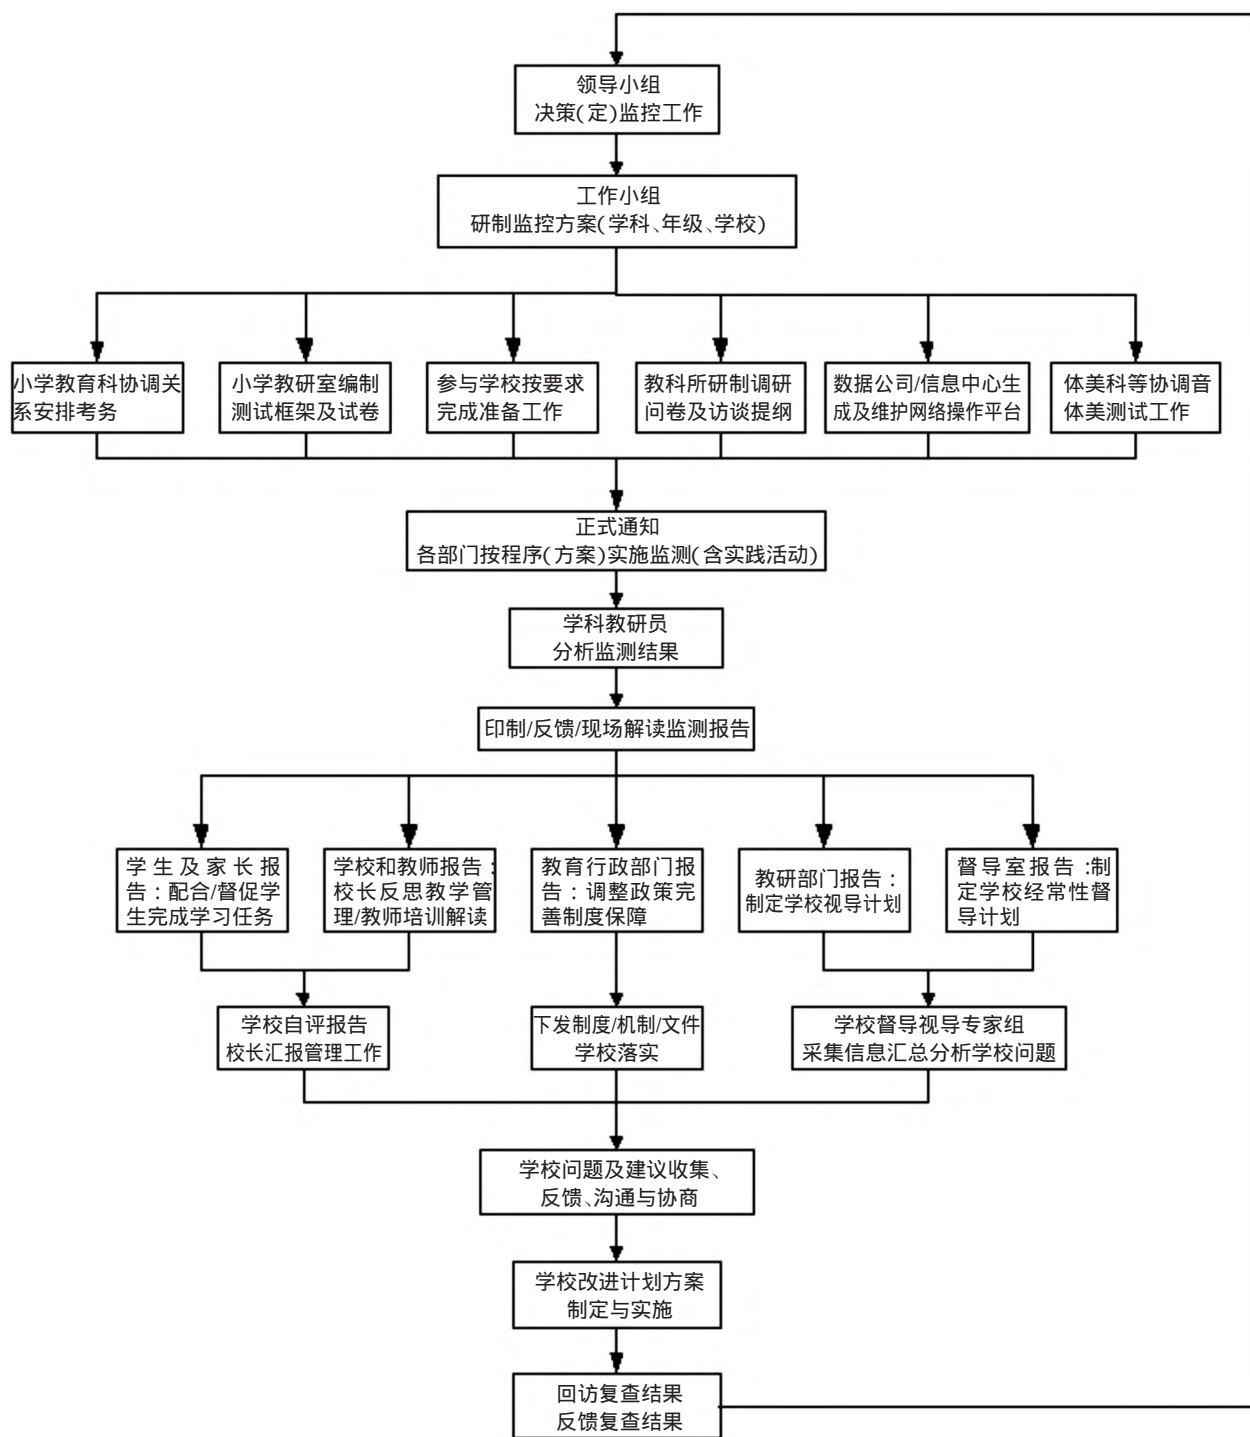 领导小组
决策(定)监控工作
工作小组
研制监控方案(学科、年级、学校)
小学教育科协调关
系安排考务
小学教研室编制
测试框架及试卷
参与学校按要求
完成准备工作
教科所研制调研
问卷及访谈提纲
数据公司/信息中心生
成及维护网络操作平台
体美科等协调音
体美测试工作
正式通知
各部门按程序(方案)实施监测(含实践活动)
学科教研员
分析监测结果
印制/反馈/现场解读监测报告
学生及家长报
告:配合/督促学
生完成学习任务
学校和教师报告:
校长反思教学管
理/教师培训解读
教育行政部门报
告:调整政策完
善制度保障
教研部门报告:
制定学校视导计划
督导室报告:制
定学校经常性督
导计划
学校自评报告
校长汇报管理工作
下发制度/机制/文件
学校落实
学校督导视导专家组
采集信息汇总分析学校问题
学校问题及建议收集、
反馈、沟通与协商
学校改进计划方案
制定与实施
回访复查结果
反馈复查结果